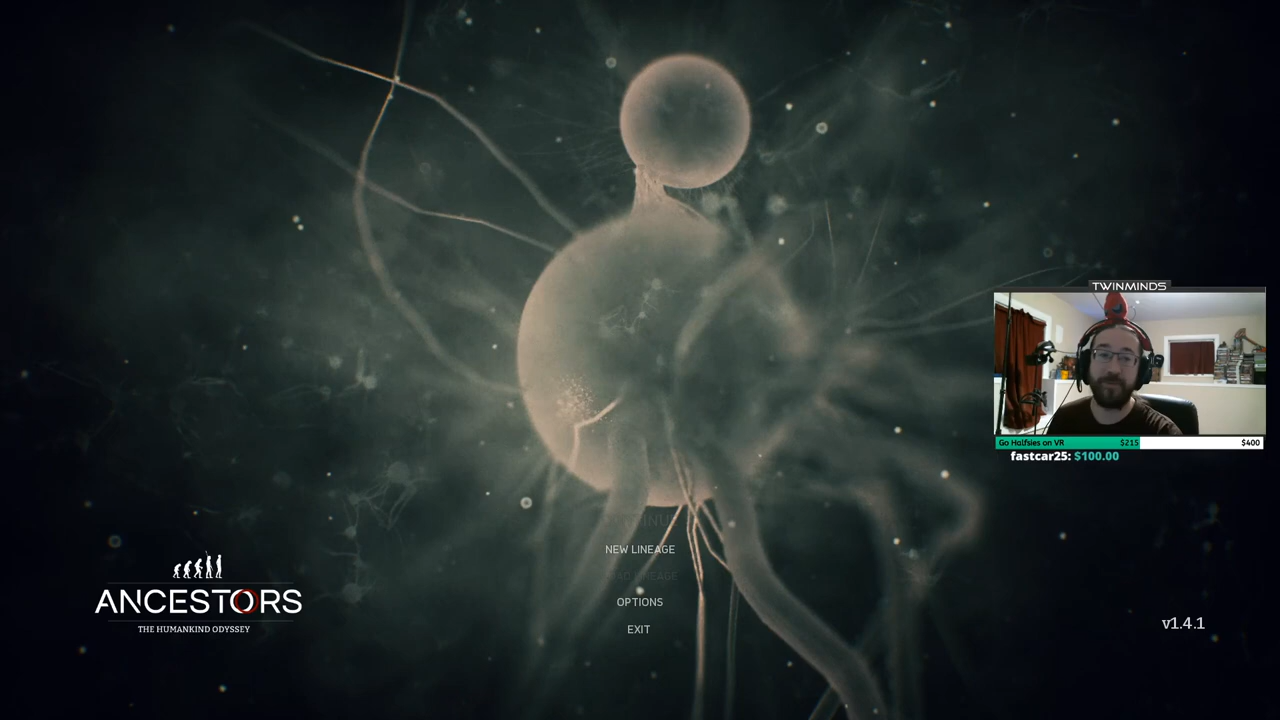 TWINMINDS
Go Halfsies on VR $215 $400
fastcar25: $100.00
NEW LINEAGE
OPTIONS
EXIT
ANCESTORS
THE HUMANKIND ODYSSEY
v1.4.1